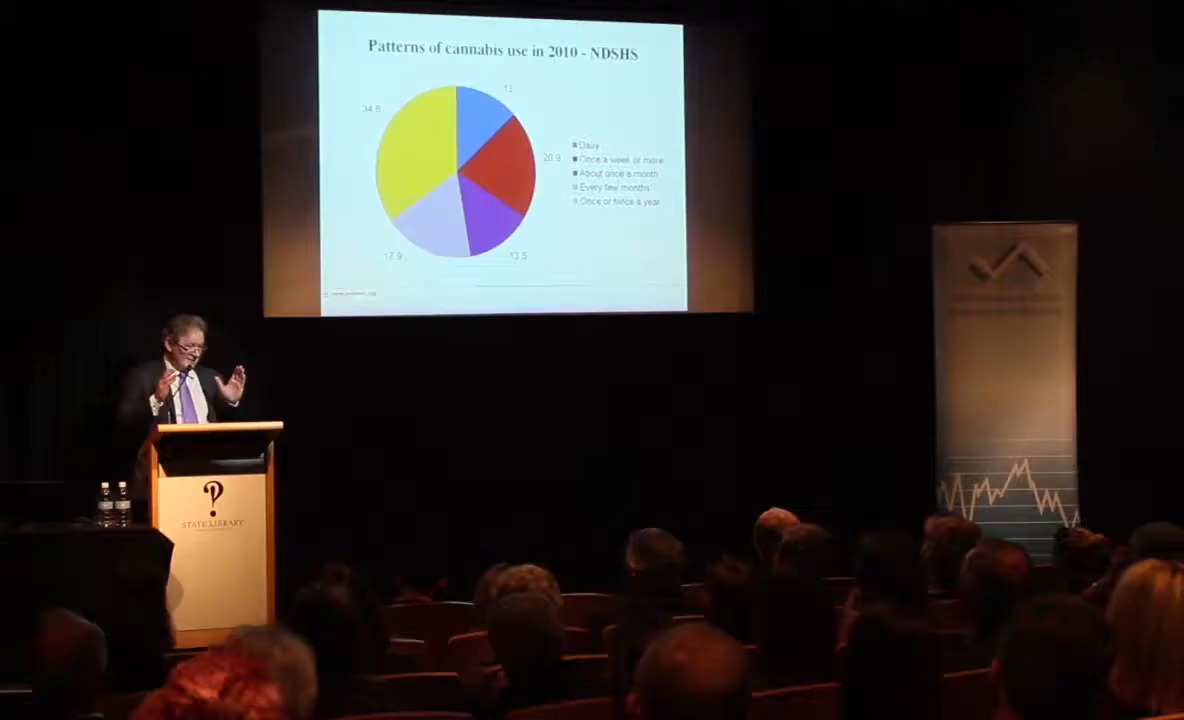 Patterns of cannabis use in 2010 - NDSHS
13
34.8
20.9
Daily
Once a week or more
About once a month
Every few months
Once or twice a year
17.9
13.5
STATE LIBRARY